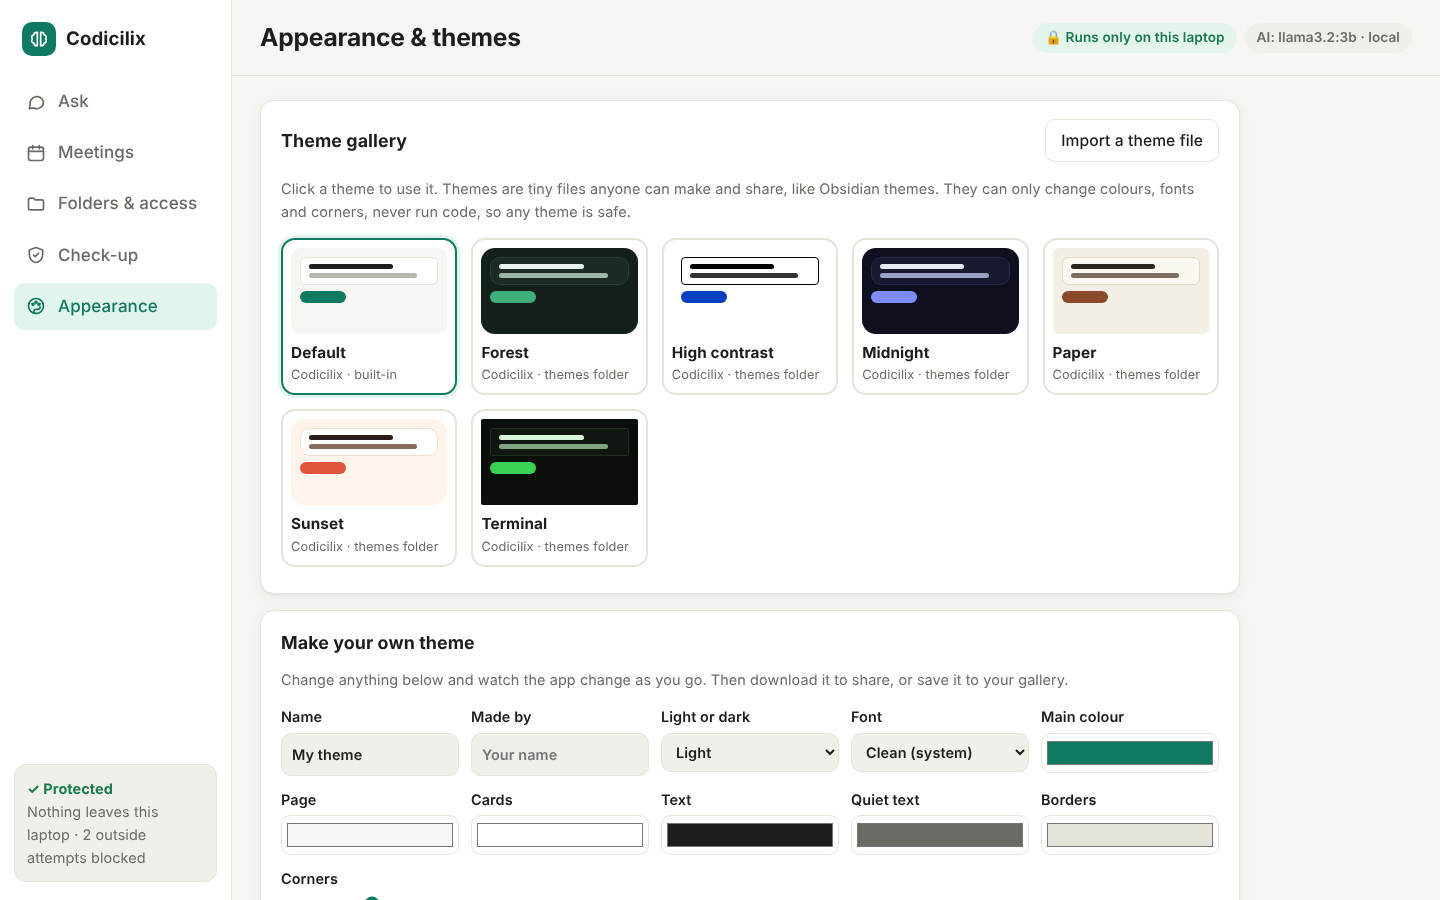 Codicilix
Ask
Meetings
Folders & access
Check-up
Appearance
✓ Protected
Nothing leaves this
laptop · 2 outside
attempts blocked
Appearance & themes
🔒 Runs only on this laptop
AI: llama3.2:3b · local
Theme gallery
Import a theme file
Click a theme to use it. Themes are tiny files anyone can make and share, like Obsidian themes. They can only change colours, fonts
and corners, never run code, so any theme is safe.
Default
Codicilix · built-in
Forest
Codicilix · themes folder
High contrast
Codicilix · themes folder
Midnight
Codicilix · themes folder
Paper
Codicilix · themes folder
Sunset
Codicilix · themes folder
Terminal
Codicilix · themes folder
Make your own theme
Change anything below and watch the app change as you go. Then download it to share, or save it to your gallery.
Name
My theme
Made by
Your name
Light or dark
Light
Font
Clean (system)
Main colour
Page
Cards
Text
Quiet text
Borders
Corners